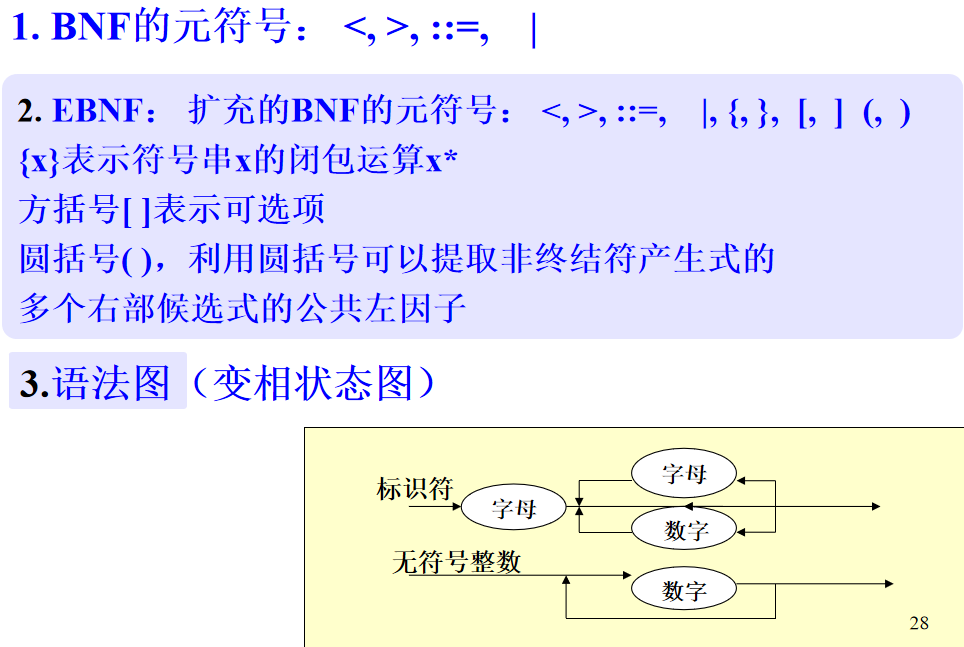 1. BNF的元符号： <, >, ::=, |
2. EBNF： 扩充的BNF的元符号： <, >, ::=, |, {, }, [, ] (, )
{x}表示符号串x的闭包运算x*
方括号[ ]表示可选项
圆括号( )，利用圆括号可以提取非终结符产生式的
多个右部候选式的公共左因子
3.语法图（变相状态图）
字母
标识符
字母
数字
无符号整数
数字
28